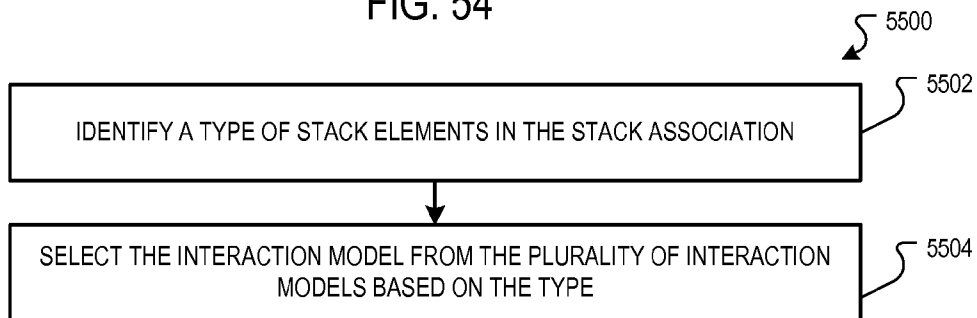 FIG. 54
5500
5502
IDENTIFY A TYPE OF STACK ELEMENTS IN THE STACK ASSOCIATION
SELECT THE INTERACTION MODEL FROM THE PLURALITY OF INTERACTION
MODELS BASED ON THE TYPE
5504